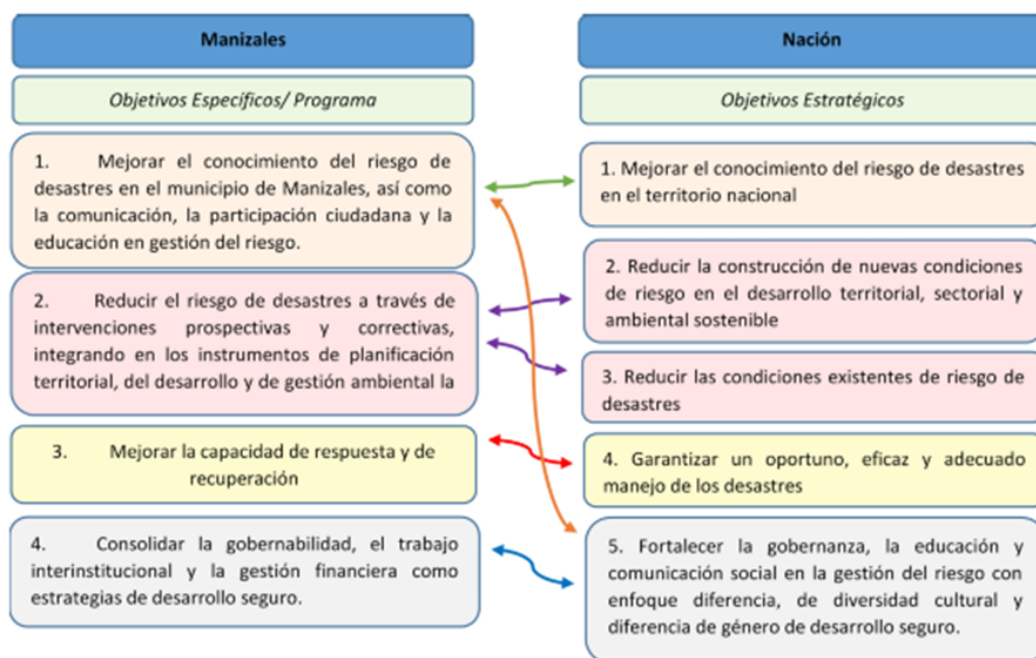 Manizales
Objetivos Específicos/ Programa
1. Mejorar el conocimiento del riesgo de
desastres en el municipio de Manizales, así como
la comunicación, la participación ciudadana y la
educación en gestión del riesgo.
2. Reducir el riesgo de desastres a través de
intervenciones prospectivas y correctivas,
integrando en los instrumentos de planificación
territorial, del desarrollo y de gestión ambiental la
3. Mejorar la capacidad de respuesta y de
recuperación
4. Consolidar la gobernabilidad, el trabajo
interinstitucional y la gestión financiera como
estrategias de desarrollo seguro.
Nación
Objetivos Estratégicos
1. Mejorar el conocimiento del riesgo de desastres
en el territorio nacional
2. Reducir la construcción de nuevas condiciones
de riesgo en el desarrollo territorial, sectorial y
ambiental sostenible
3. Reducir las condiciones existentes de riesgo de
desastres
4. Garantizar un oportuno, eficaz y adecuado
manejo de los desastres
5. Fortalecer la gobernanza, la educación y
comunicación social en la gestión del riesgo con
enfoque diferencia, de diversidad cultural y
diferencia de género de desarrollo seguro.